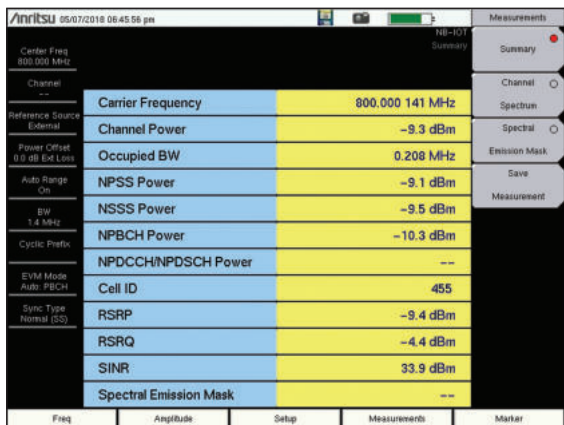 Anritsu 05/07/2018 06:45:56 pm
Measurements
NB-IOT
Summary
Center Freq
800.000 MHz
Channel
--
Reference Source
External
Power Offset
0.0 dB Ext Loss
Auto Range
On
BW
1.4 MHz
Cyclic Prefix
EVM Mode
Auto: PBCH
Sync Type
Normal (SS)
Carrier Frequency 800.000 141 MHz
Channel Power -9.3 dBm
Occupied BW 0.208 MHz
NPSS Power -9.1 dBm
NSSS Power -9.5 dBm
NPBCH Power -10.3 dBm
NPDCCH/NPDSCH Power --
Cell ID 455
RSRP -9.4 dBm
RSRQ -4.4 dBm
SINR 33.9 dBm
Spectral Emission Mask --
Summary
Channel
Spectrum
Spectral
Emission Mask
Save
Measurement
Freq Amplitude Setup Measurements Marker